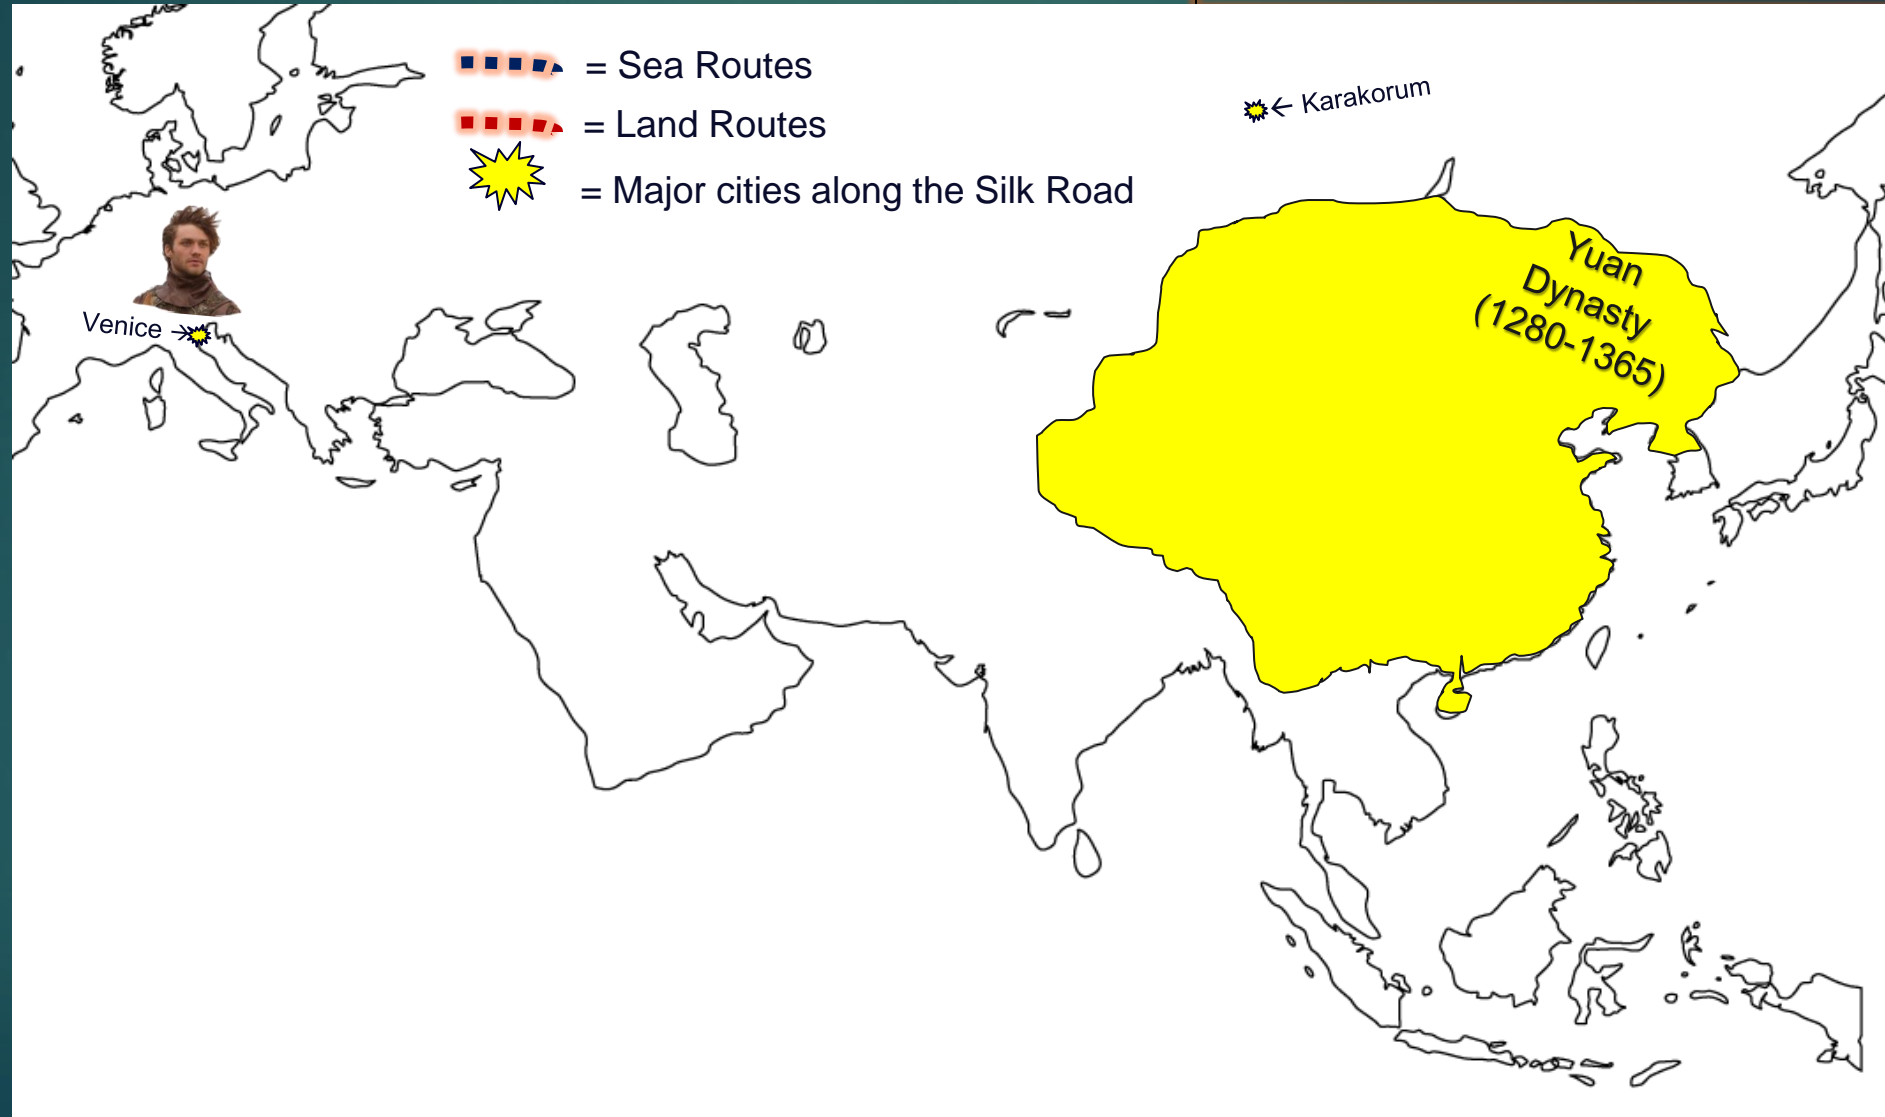 = Sea Routes
= Land Routes
= Major cities along the Silk Road
← Karakorum
Venice →
Yuan
Dynasty
(1280-1365)